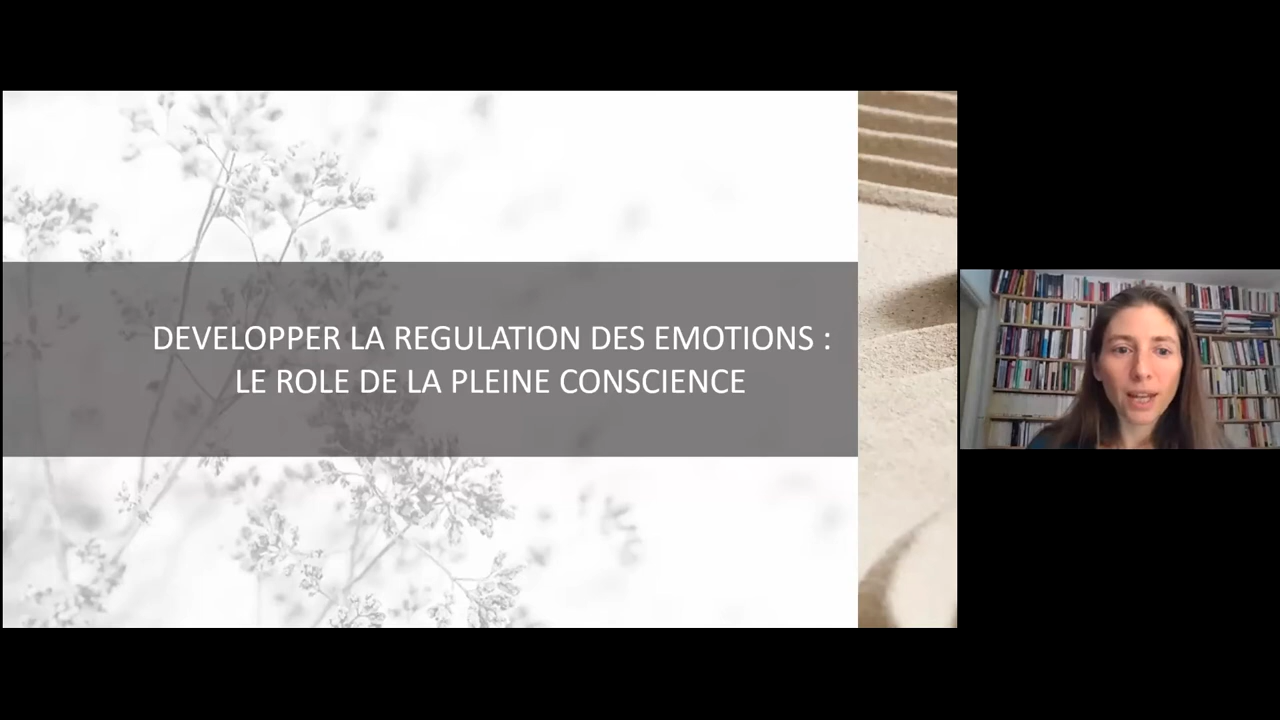 DEVELOPPER LA REGULATION DES EMOTIONS :
LE ROLE DE LA PLEINE CONSCIENCE